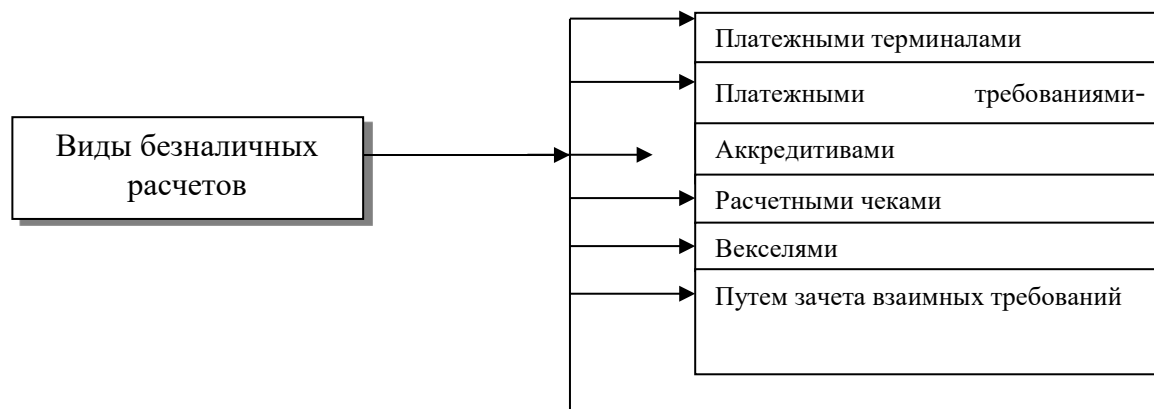 Виды безналичных
расчетов
Платежными терминалами
Платежными требованиями-
Аккредитивами
Расчетными чеками
Векселями
Путем зачета взаимных требований